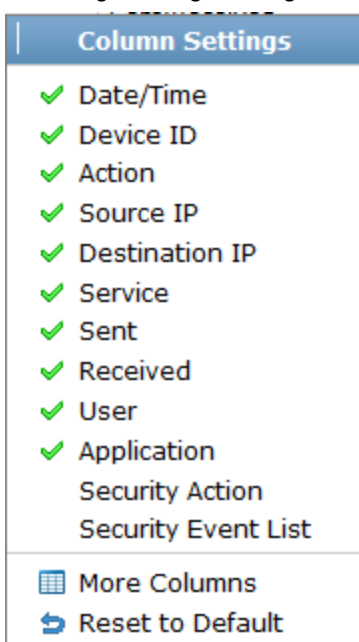 Column Settings
Date/Time
Device ID
Action
Source IP
Destination IP
Service
Sent
Received
User
Application
Security Action
Security Event List
More Columns
Reset to Default